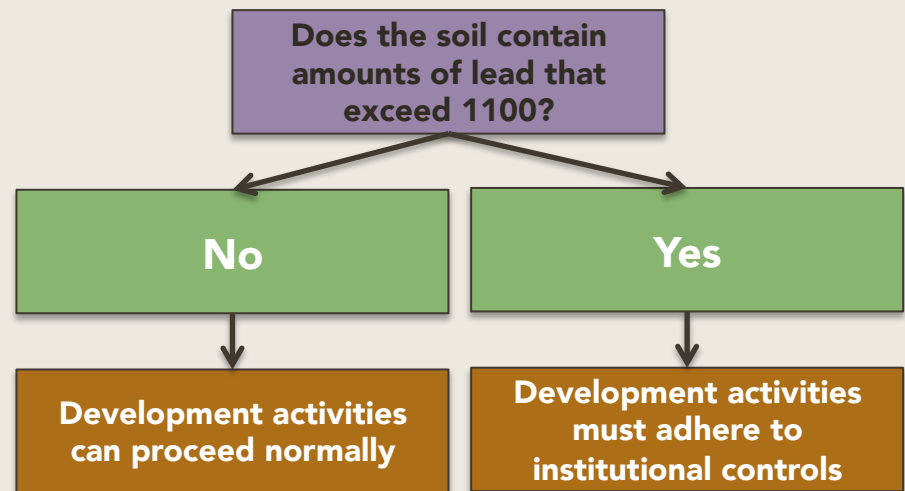 Does the soil contain
amounts of lead that
exceed 1100?
No
Yes
Development activities
can proceed normally
Development activities
must adhere to
institutional controls